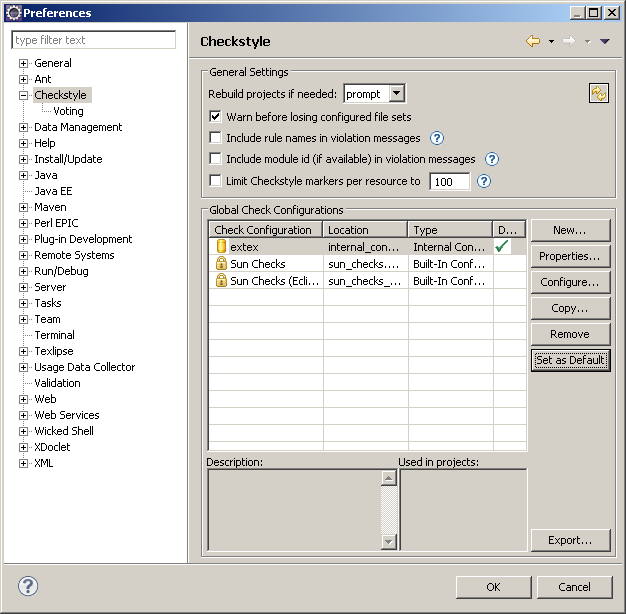 Preferences
type filter text
General
Ant
Checkstyle
Voting
Data Management
Help
Install/Update
Java
Java EE
Maven
Perl EPIC
Plug-in Development
Remote Systems
Run/Debug
Server
Tasks
Team
Terminal
Texlipse
Usage Data Collector
Validation
Web
Web Services
Wicked Shell
XDoclet
XML
Checkstyle
General Settings
Rebuild projects if needed: prompt
Warn before losing configured file sets
Include rule names in violation messages ?
Include module id (if available) in violation messages ?
Limit Checkstyle markers per resource to 100 ?
Global Check Configurations
Check Configuration Location Type D...
extex internal_con... Internal Con...
Sun Checks sun_checks.... Built-In Conf...
Sun Checks (Ecli... sun_checks_... Built-In Conf...
New...
Properties...
Configure...
Copy...
Remove
Set as Default
Description: Used in projects:
Export...
? OK Cancel